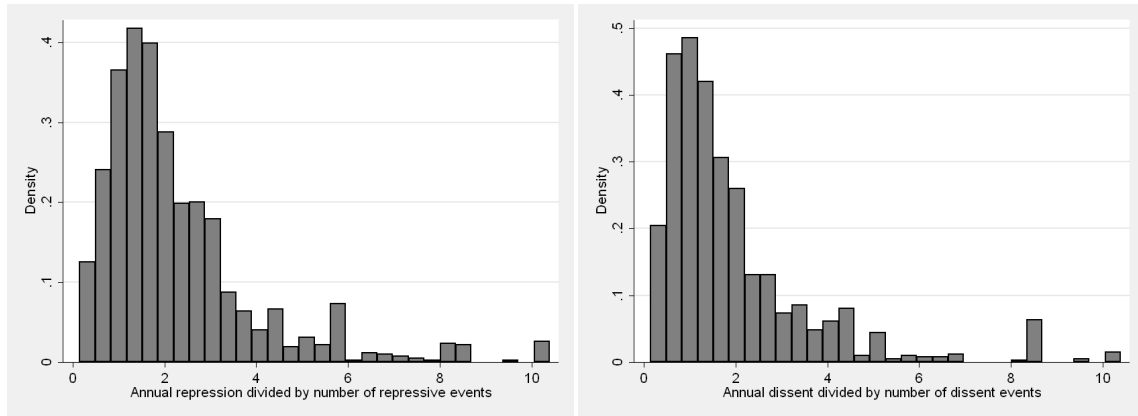 .4
.3
.2
.1
0
Density
0 2 4 6 8 10
Annual repression divided by number of repressive events
.5
.4
.3
.2
.1
0
Density
0 2 4 6 8 10
Annual dissent divided by number of dissent events